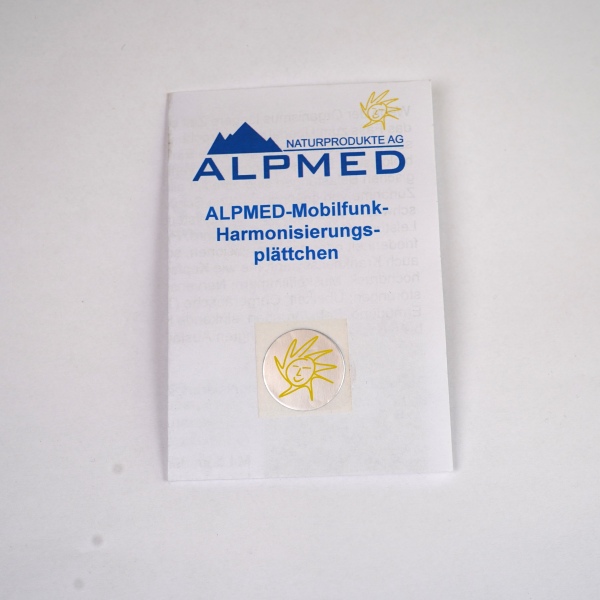 NATURPRODUKTE AG
ALPMED
ALPMED-Mobilfunk-
Harmonisierungs-
plättchen